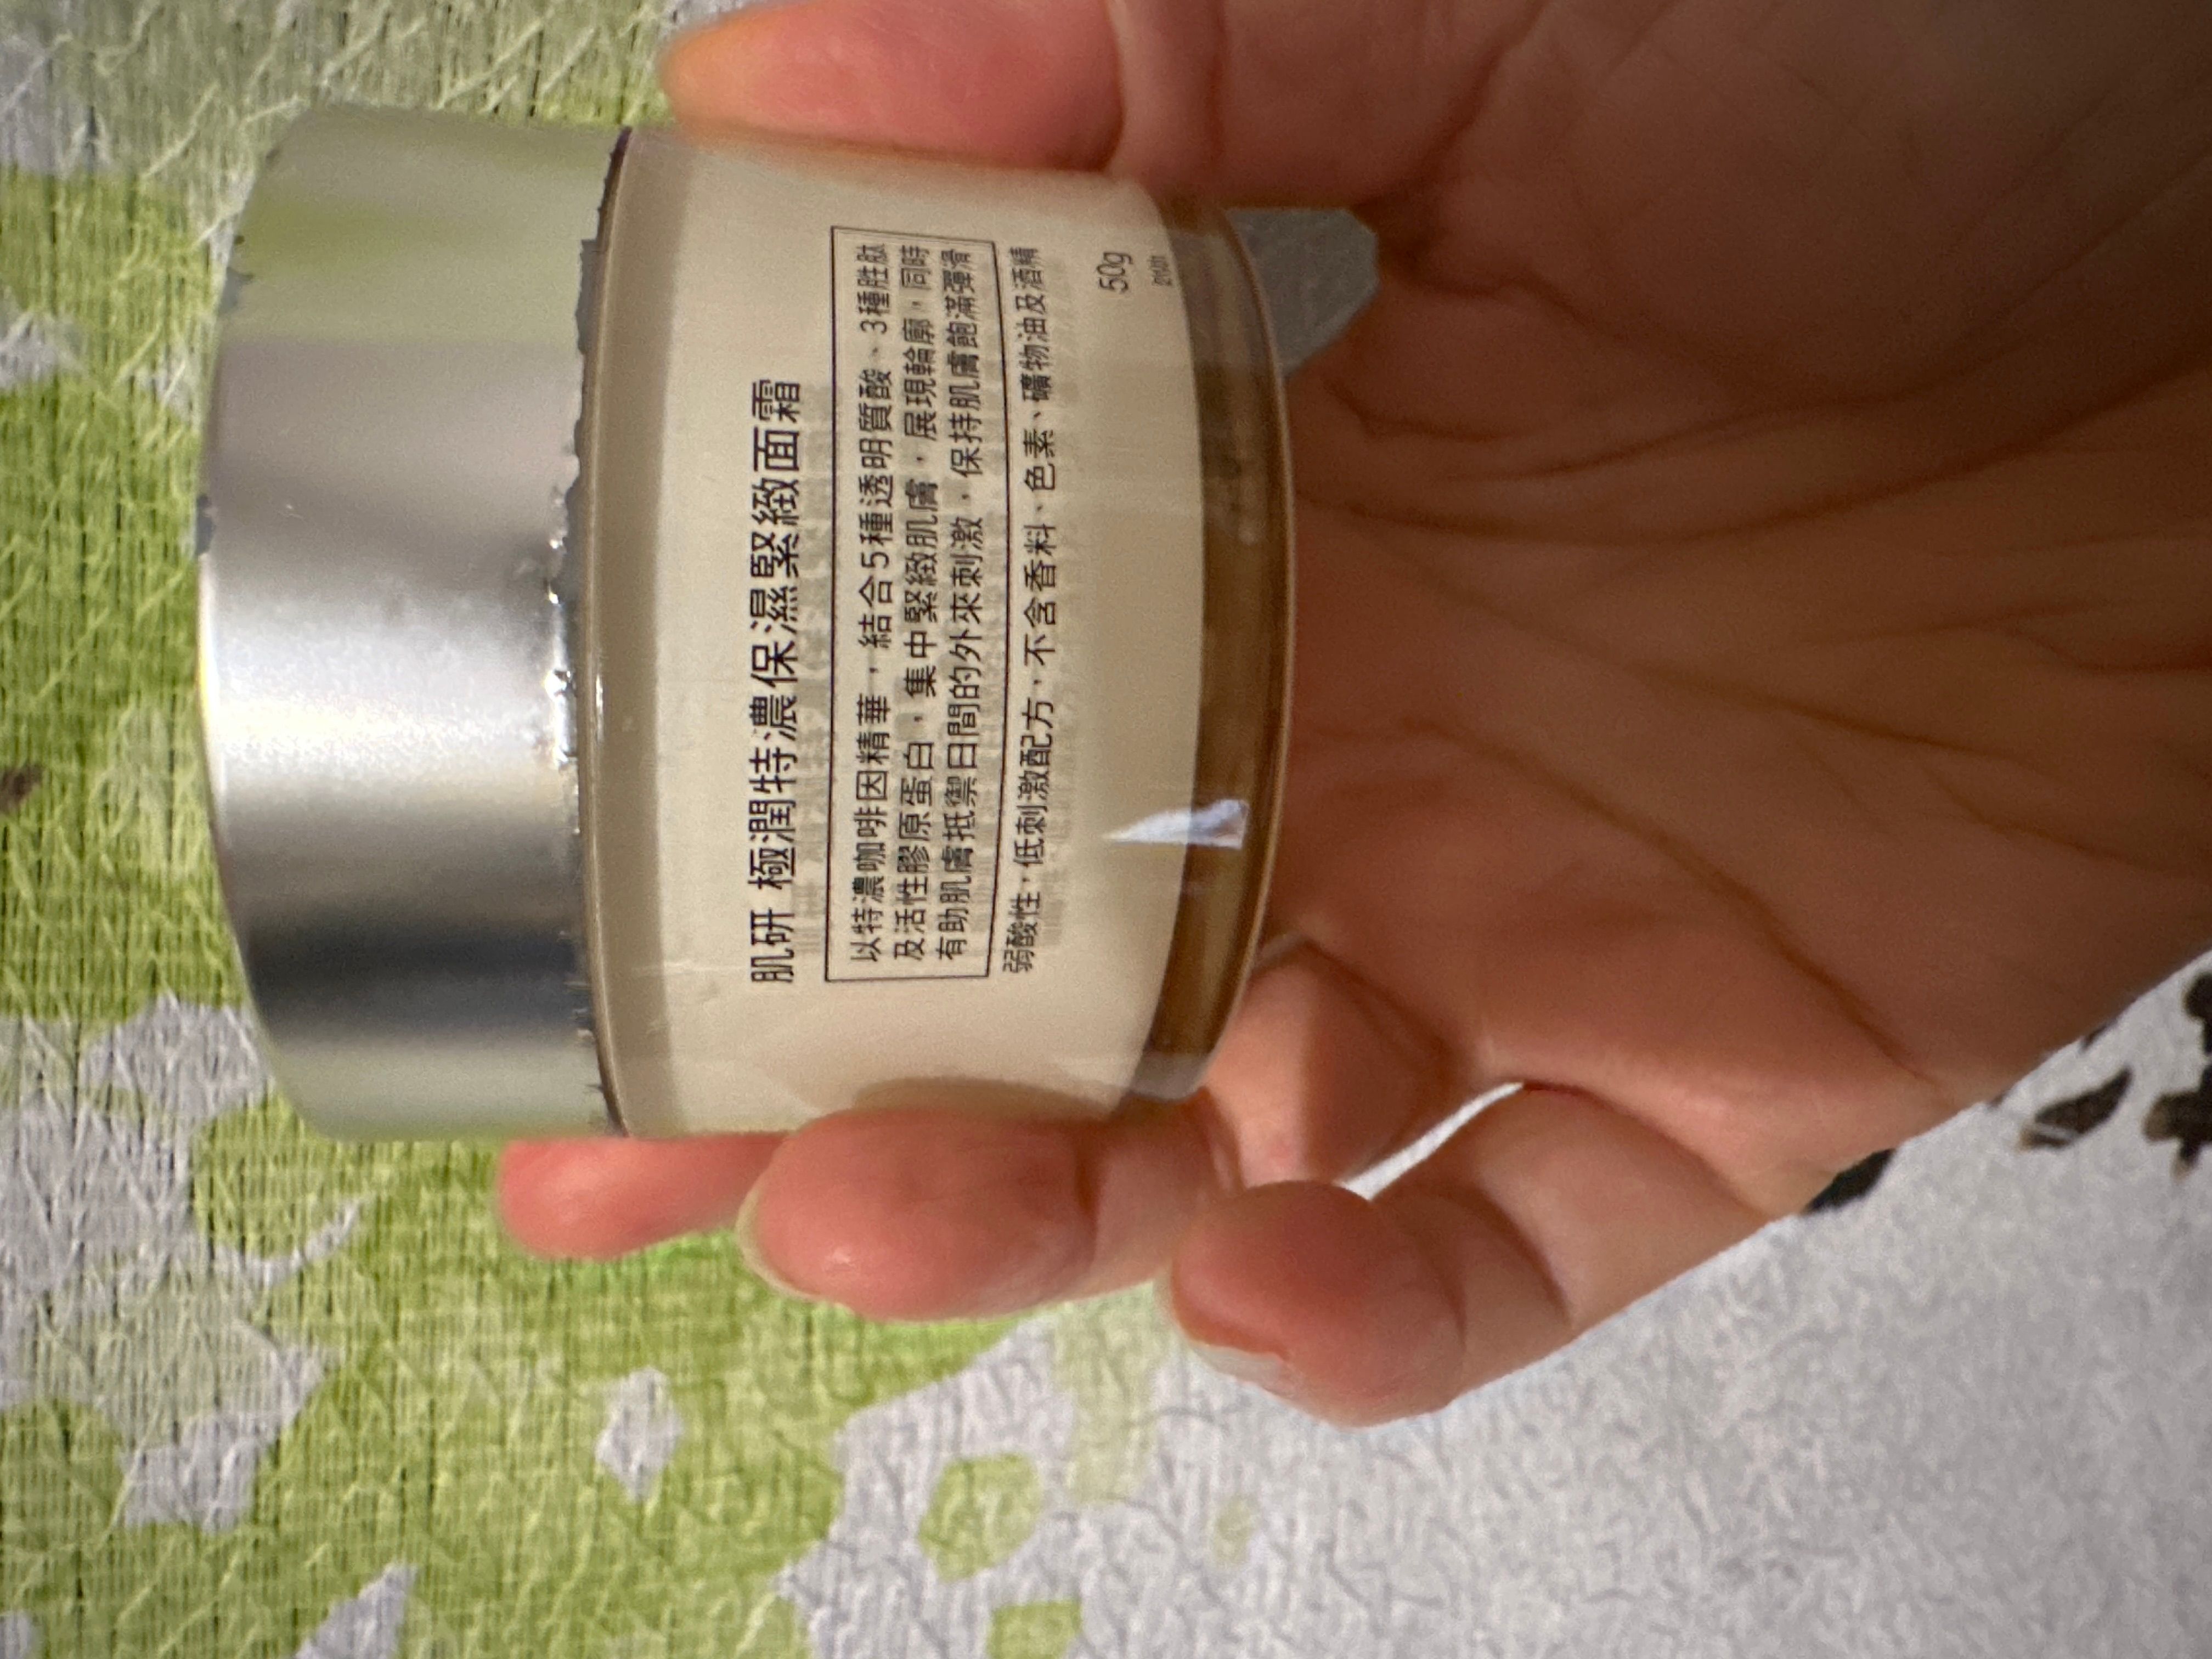 肌研 極潤特濃保濕緊緻面霜
以特濃咖啡因精華，結合5種透明質酸、3種胜肽
及活性膠原蛋白，集中緊緻肌膚，展現輪廓。同時
有助肌膚抵禦日間的外來刺激，保持肌膚飽滿彈滑
弱酸性，低刺激配方，不含香料、色素、礦物油及酒精
50g